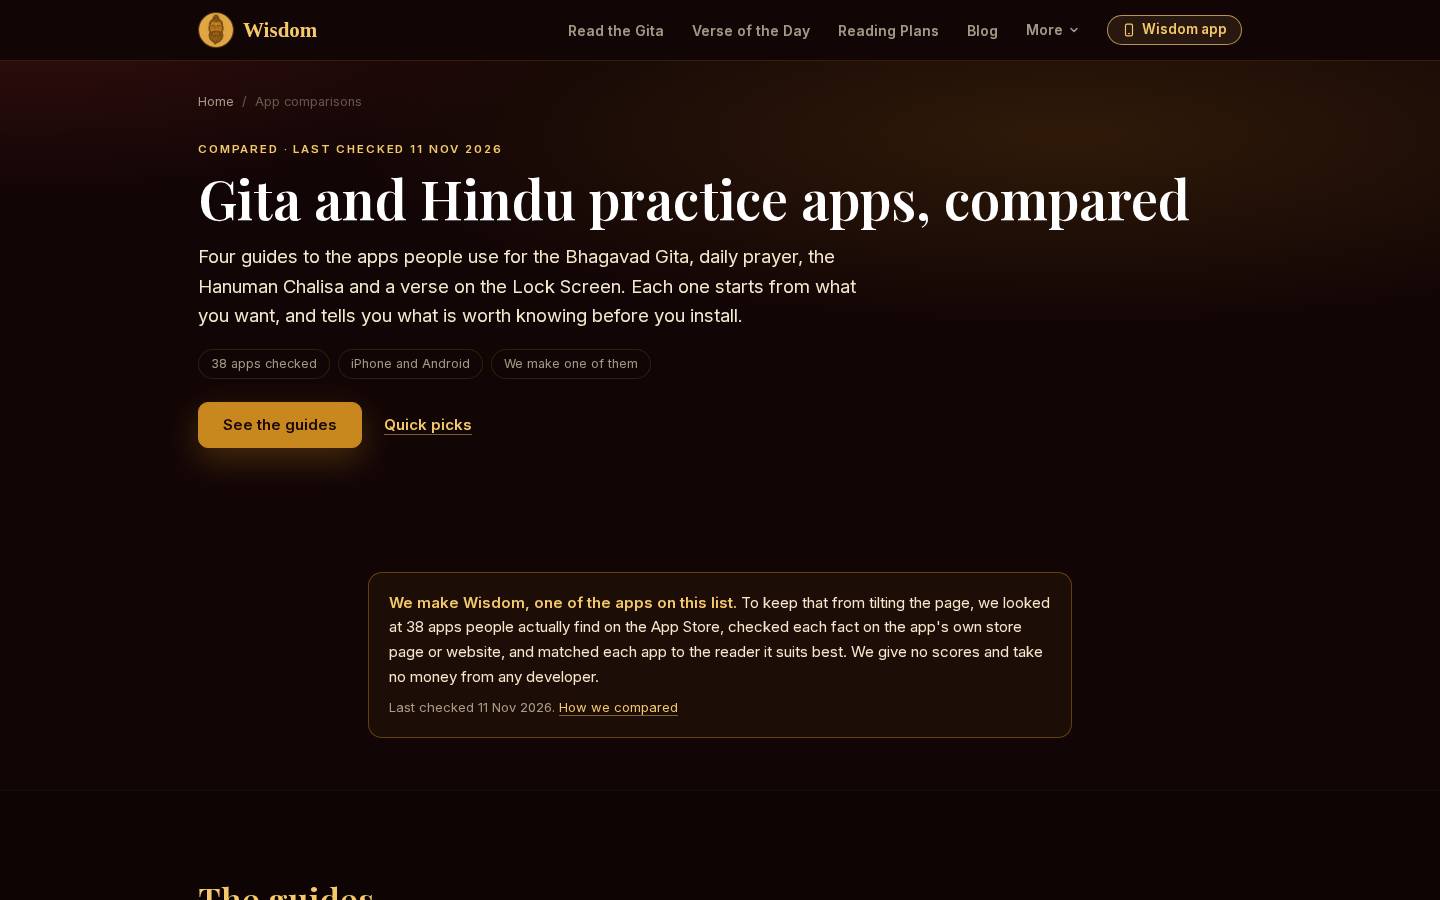 Wisdom
Read the Gita
Verse of the Day
Reading Plans
Blog
More
Wisdom app
Home / App comparisons
COMPARED · LAST CHECKED 11 NOV 2026
Gita and Hindu practice apps, compared
Four guides to the apps people use for the Bhagavad Gita, daily prayer, the
Hanuman Chalisa and a verse on the Lock Screen. Each one starts from what
you want, and tells you what is worth knowing before you install.
38 apps checked
iPhone and Android
We make one of them
See the guides
Quick picks
We make Wisdom, one of the apps on this list. To keep that from tilting the page, we looked
at 38 apps people actually find on the App Store, checked each fact on the app's own store
page or website, and matched each app to the reader it suits best. We give no scores and take
no money from any developer.
Last checked 11 Nov 2026. How we compared
The guides